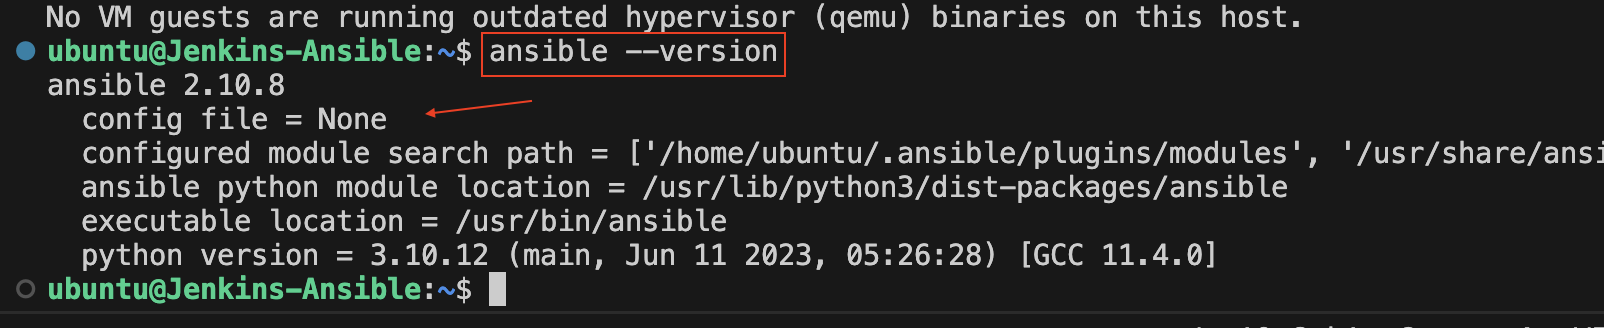 No VM guests are running outdated hypervisor (qemu) binaries on this host.
ubuntu@Jenkins-Ansible:~$ ansible --version
ansible 2.10.8
config file = None
configured module search path = ['/home/ubuntu/.ansible/plugins/modules', '/usr/share/ansi
ansible python module location = /usr/lib/python3/dist-packages/ansible
executable location = /usr/bin/ansible
python version = 3.10.12 (main, Jun 11 2023, 05:26:28) [GCC 11.4.0]
ubuntu@Jenkins-Ansible:~$